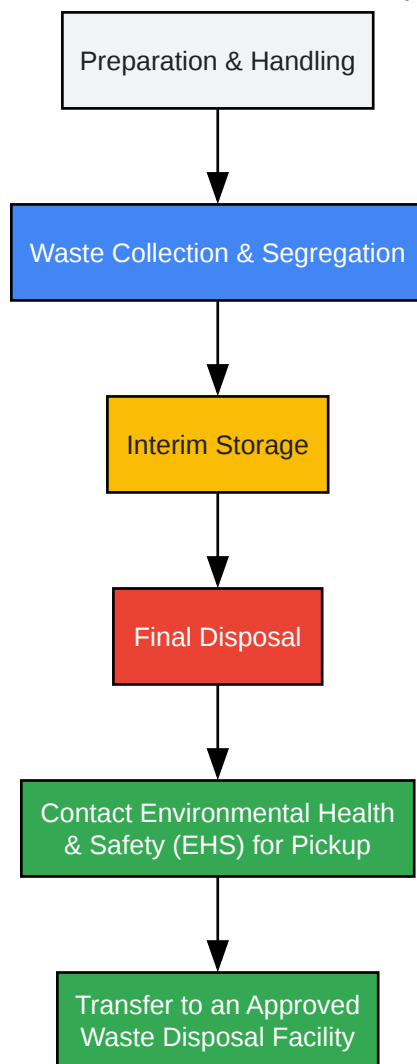 Preparation & Handling
Waste Collection & Segregation
Interim Storage
Final Disposal
Contact Environmental Health
& Safety (EHS) for Pickup
Transfer to an Approved
Waste Disposal Facility